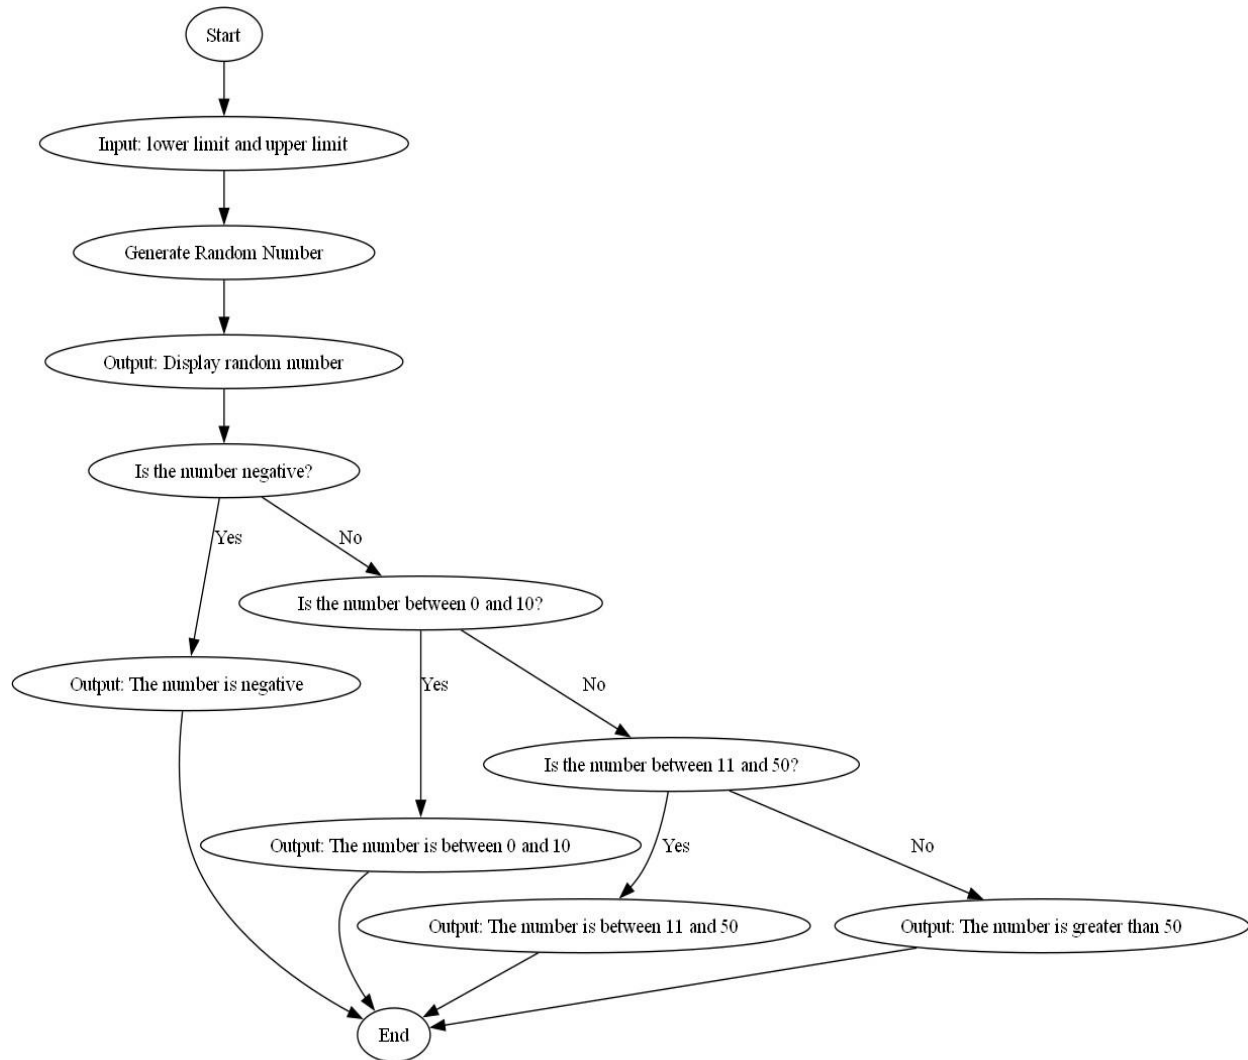 Start
Input: lower limit and upper limit
Generate Random Number
Output: Display random number
Is the number negative?
Yes
No
Is the number between 0 and 10?
Output: The number is negative
Yes
No
Is the number between 11 and 50?
Output: The number is between 0 and 10
Yes
No
Output: The number is between 11 and 50
Output: The number is greater than 50
End